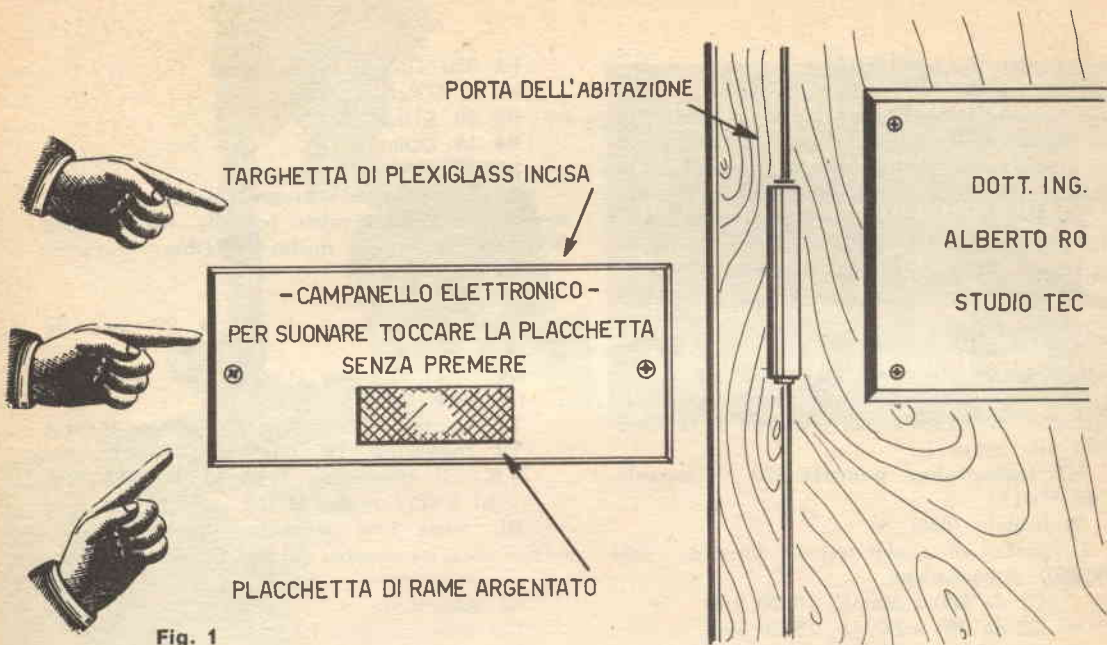 PORTA DELL'ABITAZIONE
TARGHETTA DI PLEXIGLASS INCISA
-CAMPANELLO ELETTRONICO-
PER SUONARE TOCCARE LA PLACCHETTA
SENZA PREMERE
PLACCHETTA DI RAME ARGENTATO
DOTT. ING.
ALBERTO RO
STUDIO TEC
Fig. 1